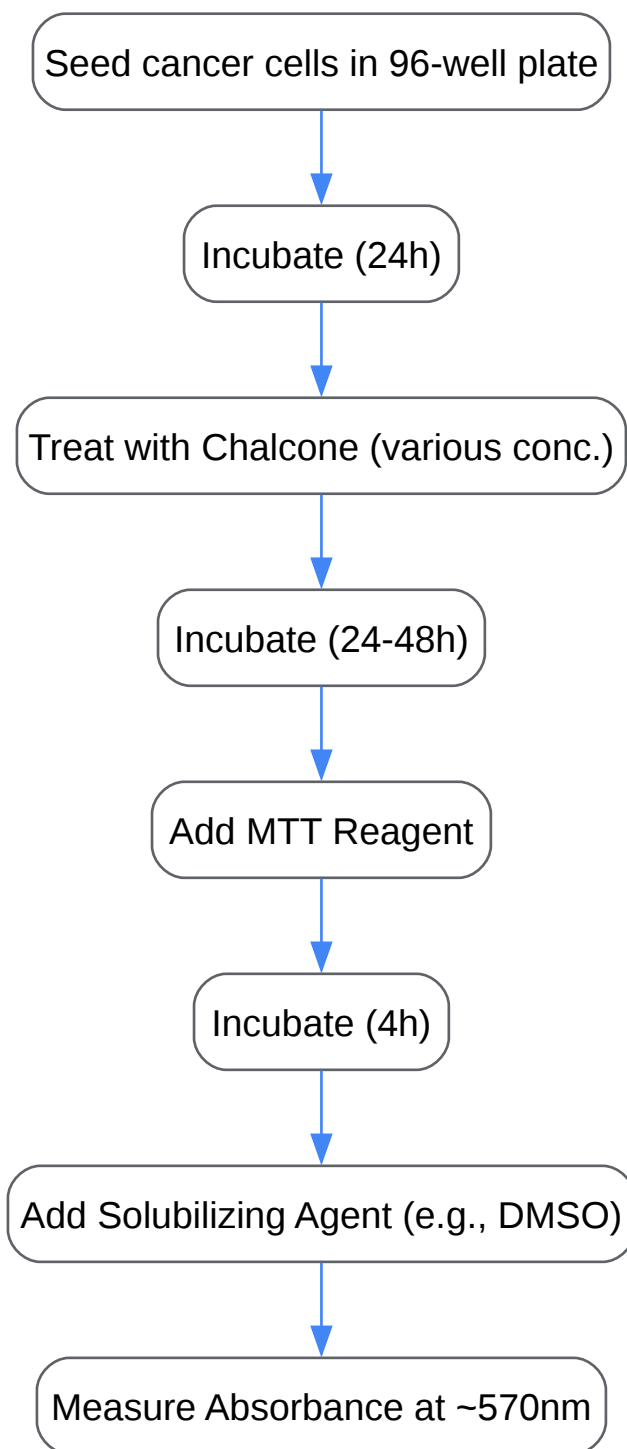 Seed cancer cells in 96-well plate
Incubate (24h)
Treat with Chalcone (various conc.)
Incubate (24-48h)
Add MTT Reagent
Incubate (4h)
Add Solubilizing Agent (e.g., DMSO)
Measure Absorbance at ~570nm